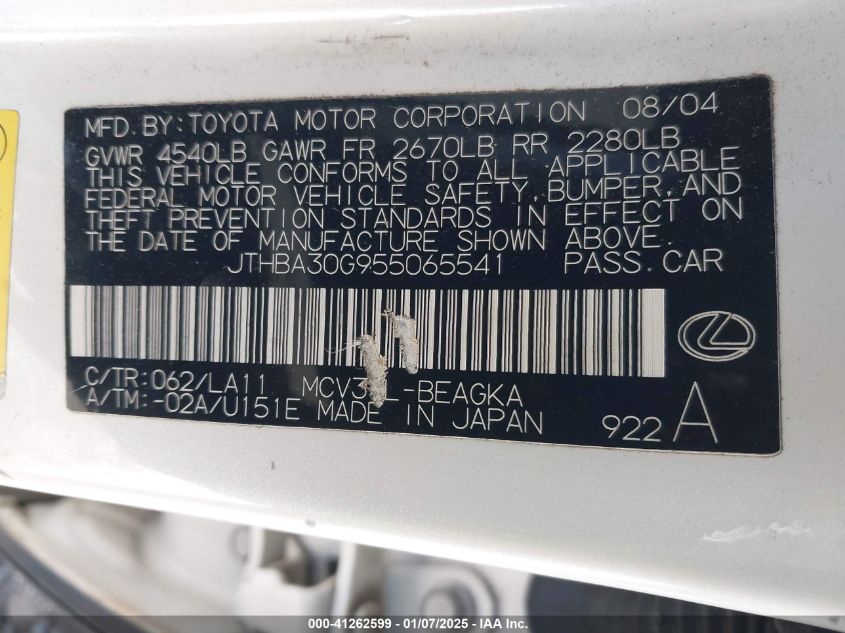 MFD. BY: TOYOTA MOTOR CORPORATION 08/04
GVWR 4540LB GAWR FR 2670LB RR 2280LB
THIS VEHICLE CONFORMS TO ALL APPLICABLE
FEDERAL MOTOR VEHICLE SAFETY, BUMPER, AND
THEFT PREVENTION STANDARDS IN EFFECT ON
THE DATE OF MANUFACTURE SHOWN ABOVE.
JTHBA30G955065541 PASS. CAR
C/TR: 062/LA11 -BEAGKA
A/TM: -02A/U151E MADE IN JAPAN
922 A
000-41262599 - 01/07/2025 - IAA Inc.